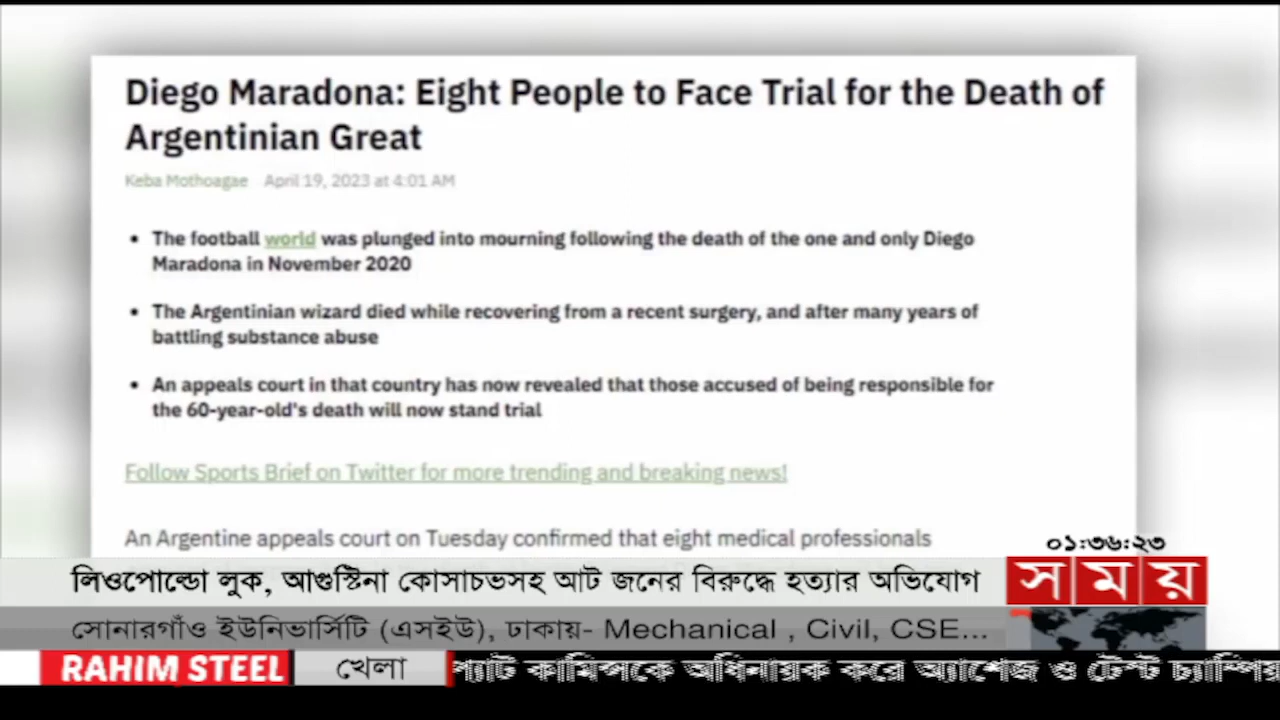 Diego Maradona: Eight People to Face Trial for the Death of
Argentinian Great
Keba Mothoagae April 19, 2023 at 4:01 AM
• The football world was plunged into mourning following the death of the one and only Diego
Maradona in November 2020
• The Argentinian wizard died while recovering from a recent surgery, and after many years of
battling substance abuse
• An appeals court in that country has now revealed that those accused of being responsible for
the 60-year-old's death will now stand trial
Follow Sports Brief on Twitter for more trending and breaking news!
An Argentine appeals court on Tuesday confirmed that eight medical professionals
০১:৩৬:২৩
লিওপোল্ডো লুক, আগুস্টিনা কোসাচভসহ আট জনের বিরুদ্ধে হত্যার অভিযোগ
সময়
সোনারগাঁও ইউনিভার্সিটি (এসইউ), ঢাকায়- Mechanical , Civil, CSE...
RAHIM STEEL খেলা প্যাট কামিন্সকে অধিনায়ক করে অ্যাশেজ ও টেস্ট চ্যাম্পিয়